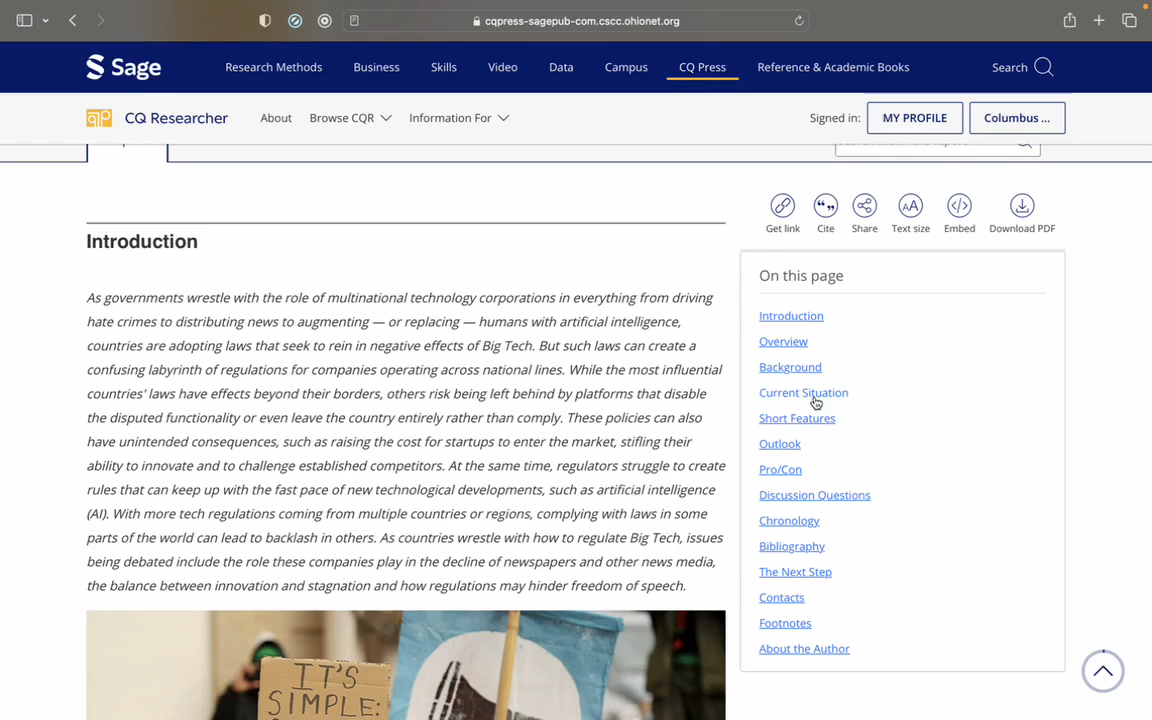 cqpress-sagepub-com.cscc.ohionet.org
Sage
Research Methods
Business
Skills
Video
Data
Campus
CQ Press
Reference & Academic Books
Search
CQ Researcher
About
Browse CQR
Information For
Signed in:
MY PROFILE
Columbus ...
Get link
Cite
Share
AA
Text size
Embed
Download PDF
Introduction
As governments wrestle with the role of multinational technology corporations in everything from driving
hate crimes to distributing news to augmenting — or replacing — humans with artificial intelligence,
countries are adopting laws that seek to rein in negative effects of Big Tech. But such laws can create a
confusing labyrinth of regulations for companies operating across national lines. While the most influential
countries' laws have effects beyond their borders, others risk being left behind by platforms that disable
the disputed functionality or even leave the country entirely rather than comply. These policies can also
have unintended consequences, such as raising the cost for startups to enter the market, stifling their
ability to innovate and to challenge established competitors. At the same time, regulators struggle to create
rules that can keep up with the fast pace of new technological developments, such as artificial intelligence
(AI). With more tech regulations coming from multiple countries or regions, complying with laws in some
parts of the world can lead to backlash in others. As countries wrestle with how to regulate Big Tech, issues
being debated include the role these companies play in the decline of newspapers and other news media,
the balance between innovation and stagnation and how regulations may hinder freedom of speech.
IT'S
SIMPLE:
On this page
Introduction
Overview
Background
Current Situation
Short Features
Outlook
Pro/Con
Discussion Questions
Chronology
Bibliography
The Next Step
Contacts
Footnotes
About the Author